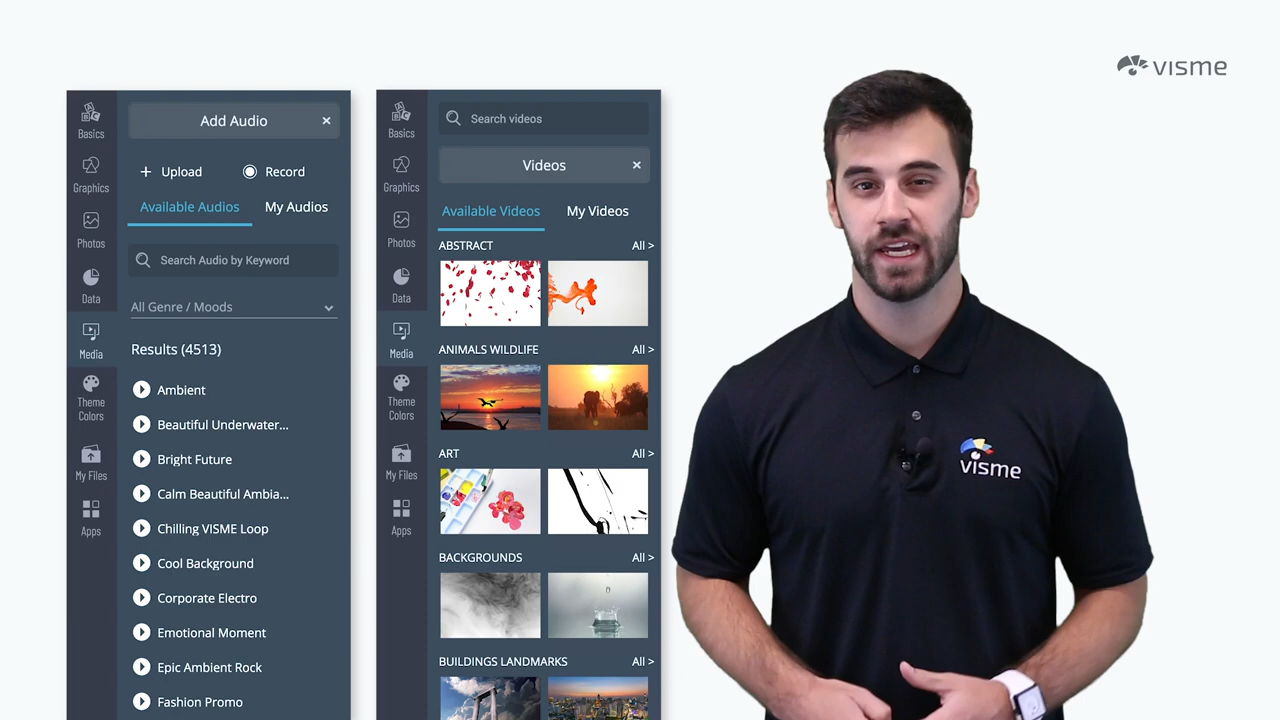 visme
Basics
Graphics
Photos
Data
Media
Theme
Colors
My Files
Apps
Add Audio ×
+ Upload
Record
Available Audios
My Audios
Search Audio by Keyword
All Genre / Moods
Results (4513)
Ambient
Beautiful Underwater...
Bright Future
Calm Beautiful Ambia...
Chilling VISME Loop
Cool Background
Corporate Electro
Emotional Moment
Epic Ambient Rock
Fashion Promo
Basics
Graphics
Photos
Data
Media
Theme
Colors
My Files
Apps
Search videos
Videos ×
Available Videos
My Videos
ABSTRACT All >
ANIMALS WILDLIFE All >
ART All >
BACKGROUNDS All >
BUILDINGS LANDMARKS All >
visme